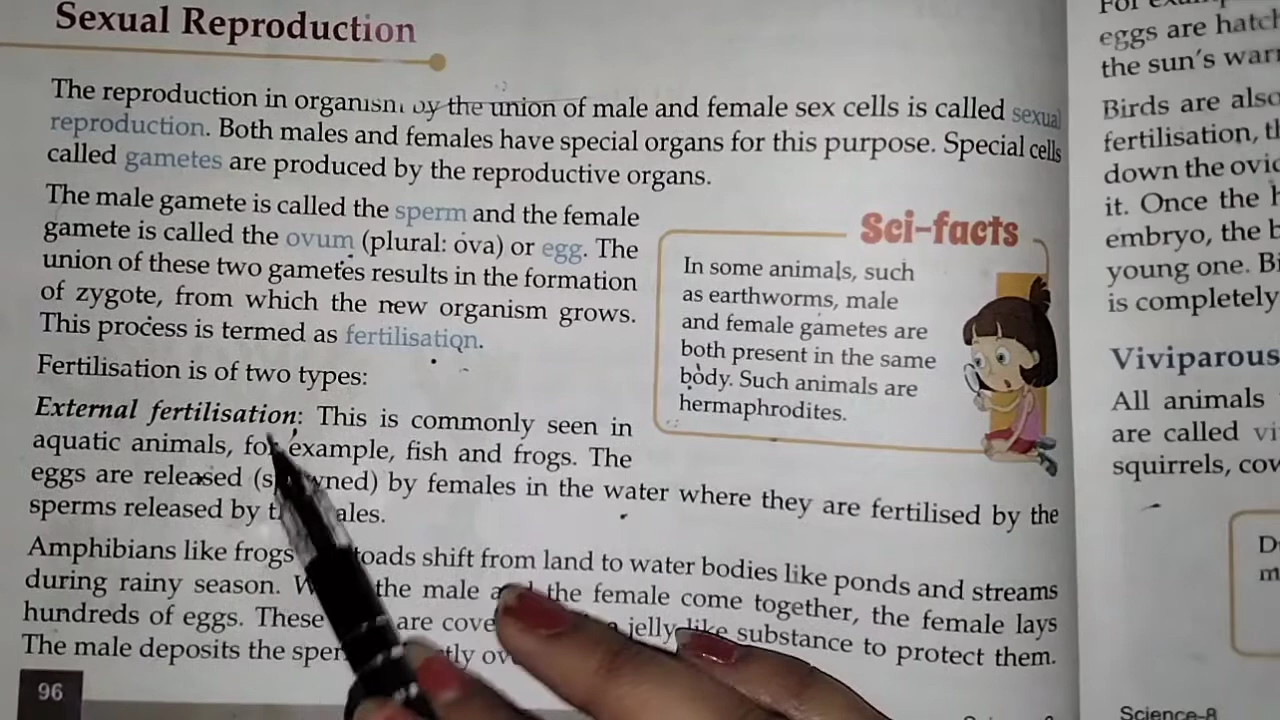 Sexual Reproduction
The reproduction in organism by the union of male and female sex cells is called sexual
reproduction. Both males and females have special organs for this purpose. Special cells
called gametes are produced by the reproductive organs.
The male gamete is called the sperm and the female
gamete is called the ovum (plural: ova) or egg. The
union of these two gametes results in the formation
of zygote, from which the new organism grows.
This process is termed as fertilisation.
Sci-facts
In some animals, such
as earthworms, male
and female gametes are
both present in the same
body. Such animals are
hermaphrodites.
Fertilisation is of two types:
External fertilisation: This is commonly seen in
aquatic animals, for example, fish and frogs. The
eggs are released (spawned) by females in the water where they are fertilised by the
sperms released by the males.
Amphibians like frogs toads shift from land to water bodies like ponds and streams
during rainy season. the male and the female come together, the female lays
hundreds of eggs. These are jelly-like substance to protect them.
The male deposits the
96
eggs are
the sun's
Birds are
fertilisation,
down the
it. Once the
embryo, the
young one.
is completely
Viviparous
All animals
are called
squirrels,
Science-8